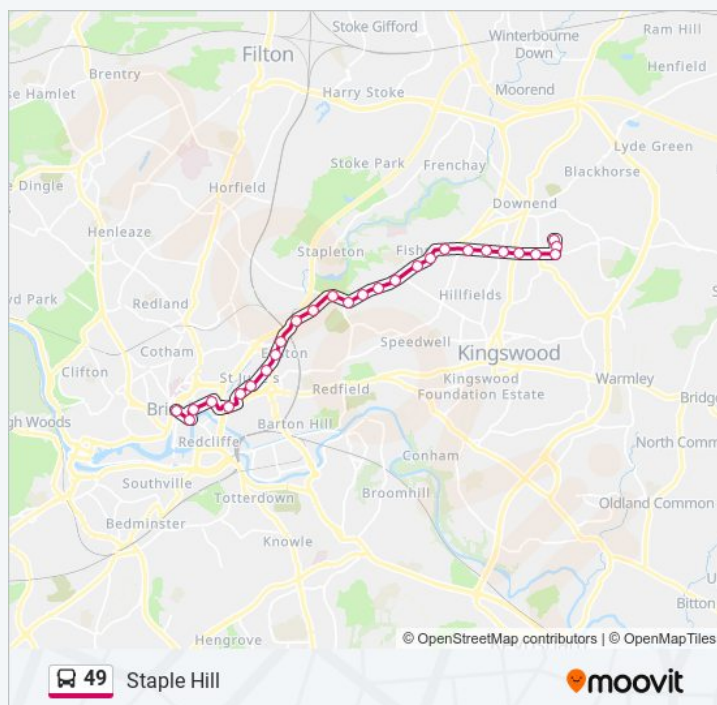 Stoke Gifford
Ram Hill
Winterbourne
Down
Filton
Henfield
Brentry
Harry Stoke
Moorend
se Hamlet
Lyde Green
Stoke Park
Frenchay
Blackhorse
e Dingle
Horfield
Downend
Henleaze
Stapleton
Fish
yd Park
Hillfields
Redland
Speedwell
Cotham
Easton
Kingswood
Clifton
St Jude's
Redfield
Kingswood
Foundation Estate
Warmley
Bri
Bridge
gh Woods
Barton Hill
Redcliffe
North Comm
Conham
Southville
Totterdown
Broomhill
Oldland Common
Bedminster
Knowle
Bitton
Hengrove
© OpenStreetMap contributors | © OpenMapTiles
49
Staple Hill
moovit